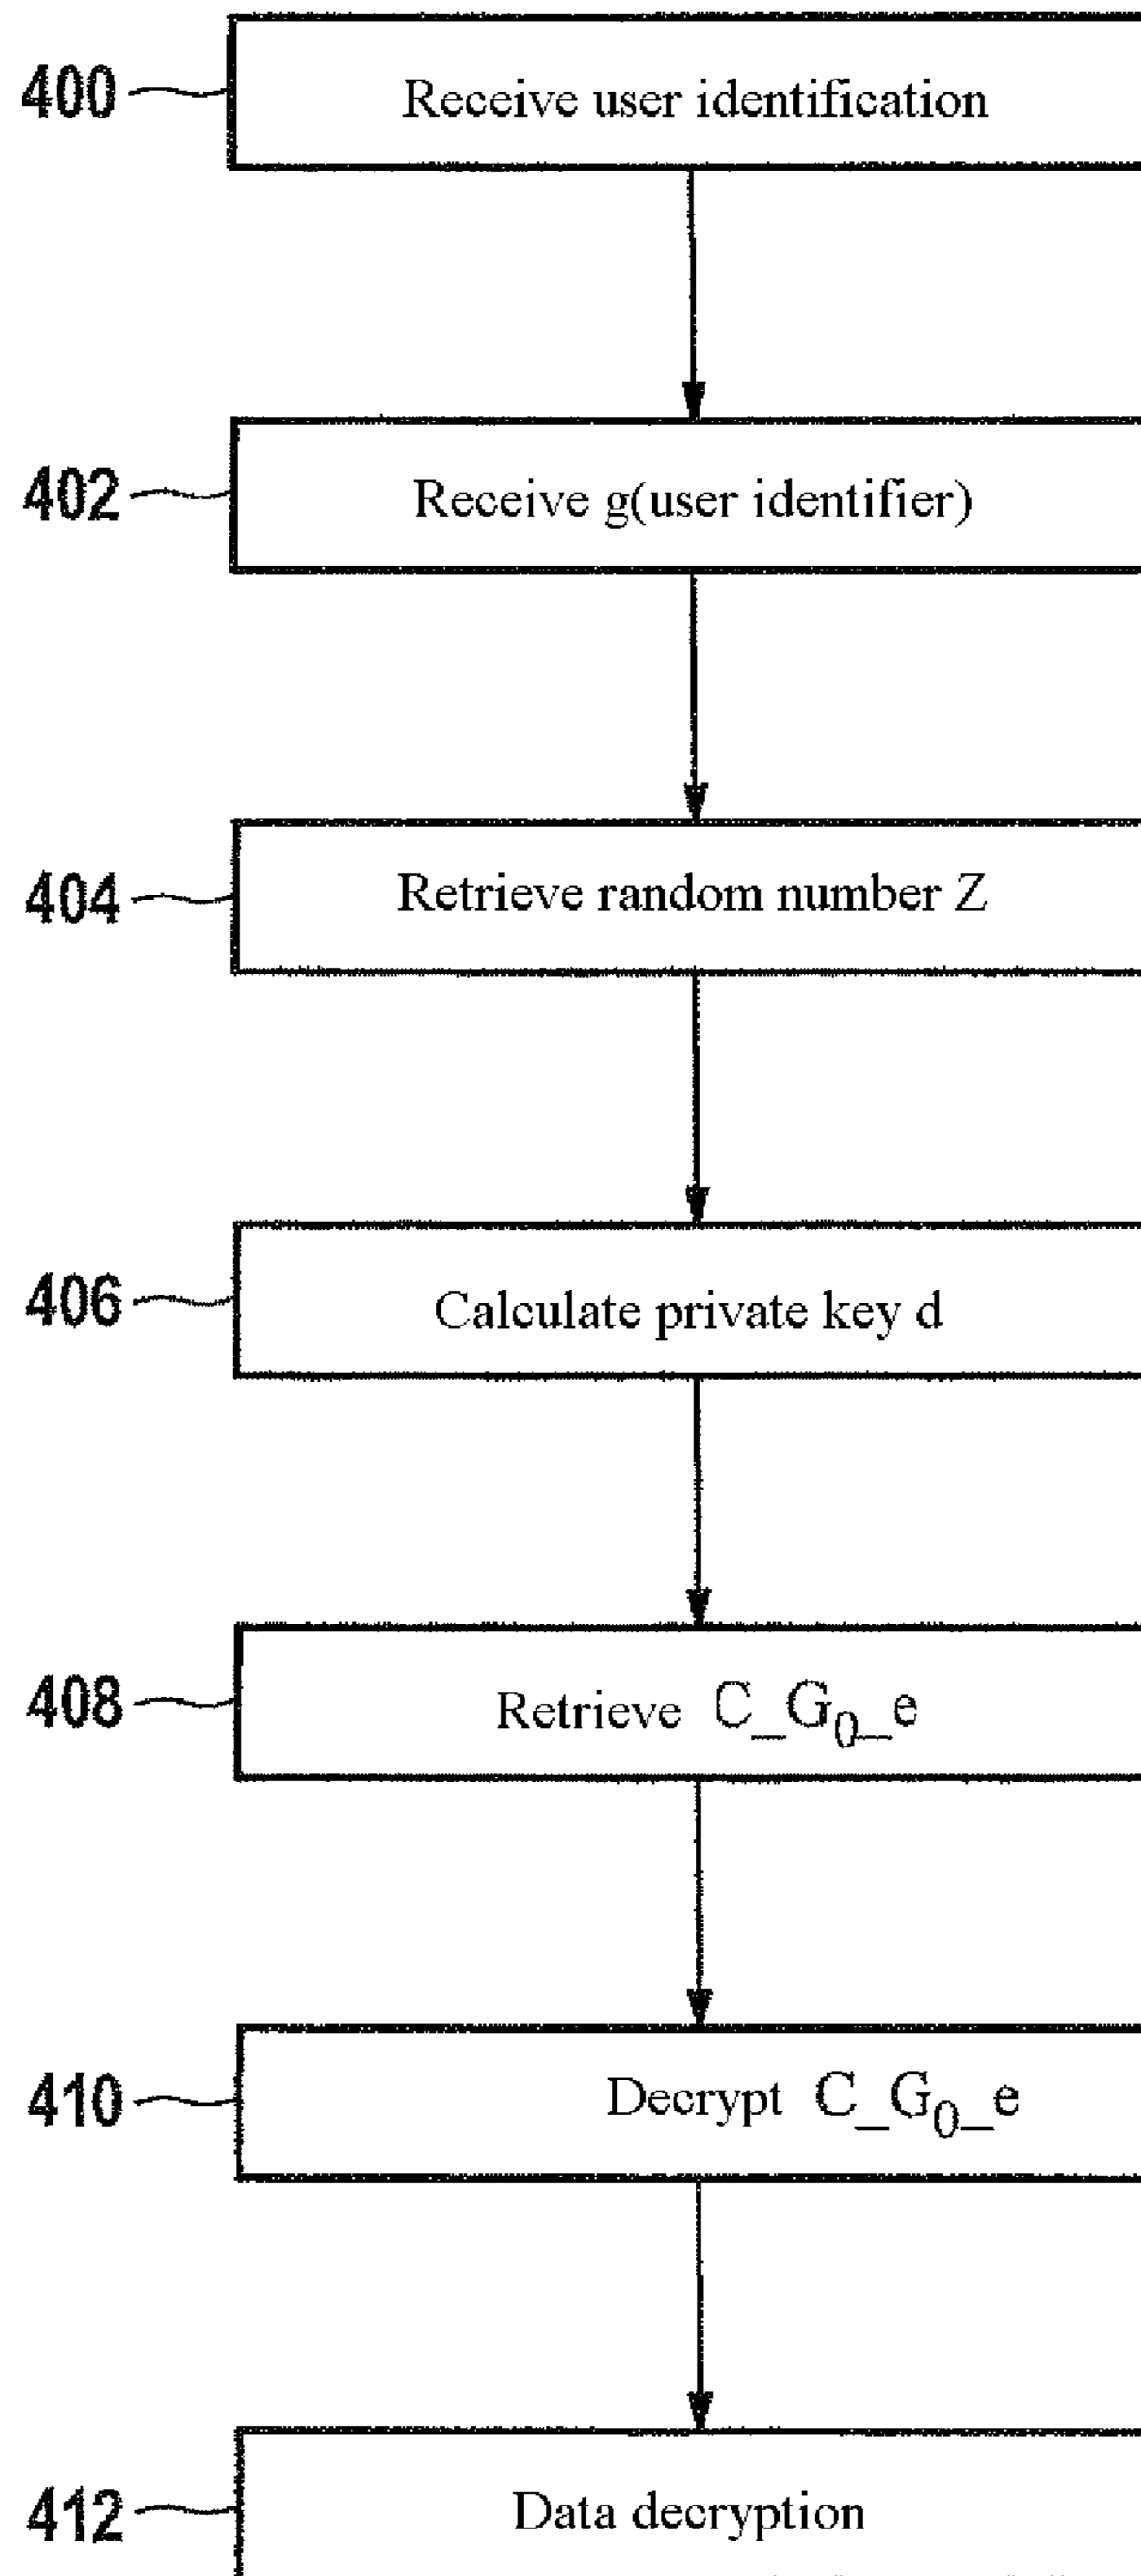 400 Receive user identification
402 Receive g(user identifier)
404 Retrieve random number Z
406 Calculate private key d
408 Retrieve C_G₀_e
410 Decrypt C_G₀_e
412 Data decryption